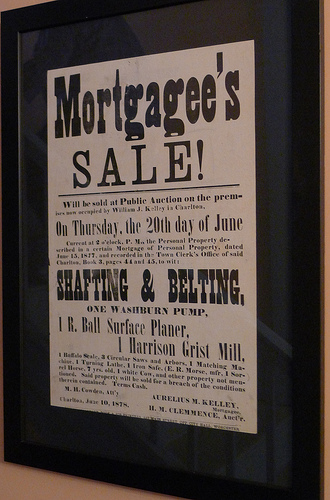 Mortgagee's
SALE!
Will be sold at Public Auction on the prem-
ises now occupied by William J. Kelley in Charlton,
On Thursday, the 20th day of June
Current at 2 o'clock, P. M., the Personal Property de-
scribed in a certain Mortgage of Personal Property, dated
June 15, 1877, and recorded in the Town Clerk's Office of said
Charlton, Book 3, pages 44 and 45, to wit:
SHAFTING & BELTING,
ONE WASHBURN PUMP,
1 R. Ball Surface Planer,
1 Harrison Grist Mill,
1 Buffalo Scale, 3 Circular Saws and Arbors, 1 Matching Ma-
chine, 1 Turning Lathe, 1 Iron Safe, (E. R. Morse, mfr, 1 Sor-
rel Horse, 7 yrs. old, 1 white Cow, and other property not men-
tioned. Said property will be sold for a breach of the conditions
therein contained. Terms Cash.
AURELIUS M. KELLEY,
M. H. Cowden, Att'y
Mortgagee.
H. M. CLEMMENCE, Auct'r.
Charlton, June 10, 1878.